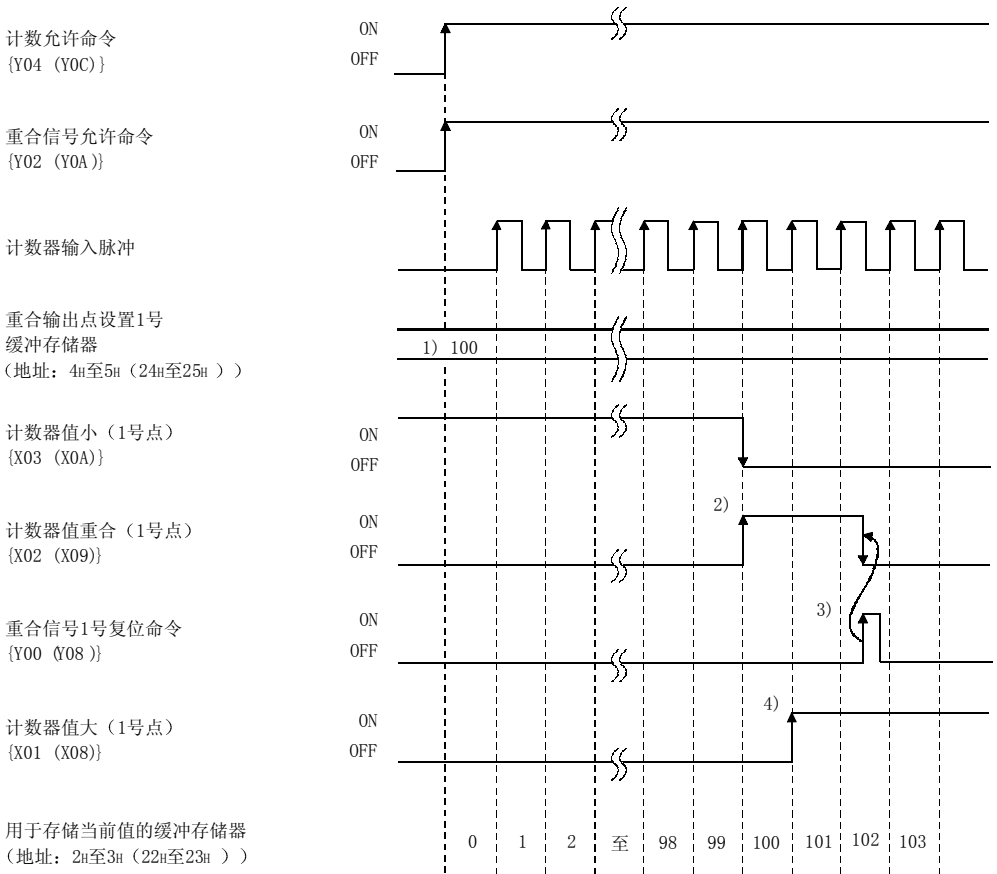 计数允许命令
{Y04 (Y0C)}
ON
OFF
重合信号允许命令
{Y02 (Y0A)}
ON
OFF
计数器输入脉冲
重合输出点设置1号
缓冲存储器
（地址：4H至5H（24H至25H ））
1) 100
计数器值小（1号点）
{X03 (X0A)}
ON
OFF
计数器值重合（1号点）
{X02 (X09)}
ON
OFF
2)
重合信号1号复位命令
{Y00 (Y08 )}
ON
OFF
3)
计数器值大（1号点）
{X01 (X08)}
ON
OFF
4)
用于存储当前值的缓冲存储器
（地址：2H至3H（22H至23H ））
0 1 2 至 98 99 100 101 102 103